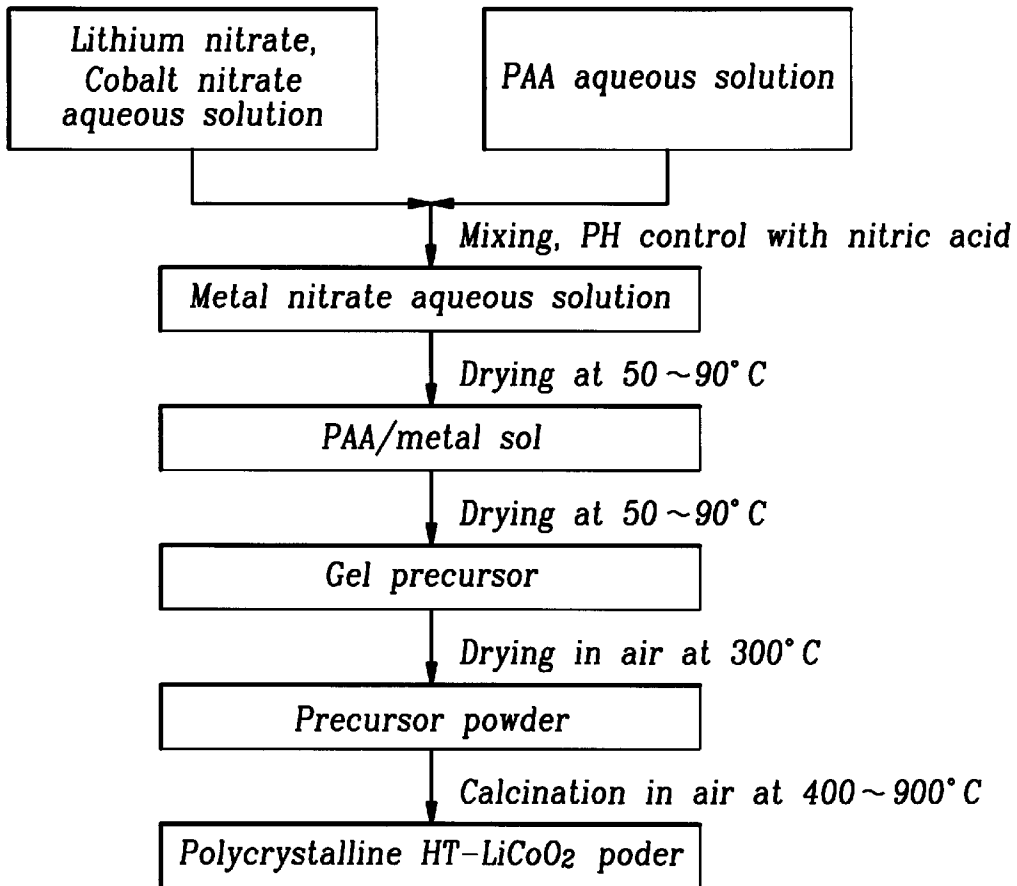 Lithium nitrate,
Cobalt nitrate
aqueous solution
PAA aqueous solution
Mixing, PH control with nitric acid
Metal nitrate aqueous solution
Drying at 50~90°C
PAA/metal sol
Drying at 50~90°C
Gel precursor
Drying in air at 300°C
Precursor powder
Calcination in air at 400~900°C
Polycrystalline HT-LiCoO₂ poder